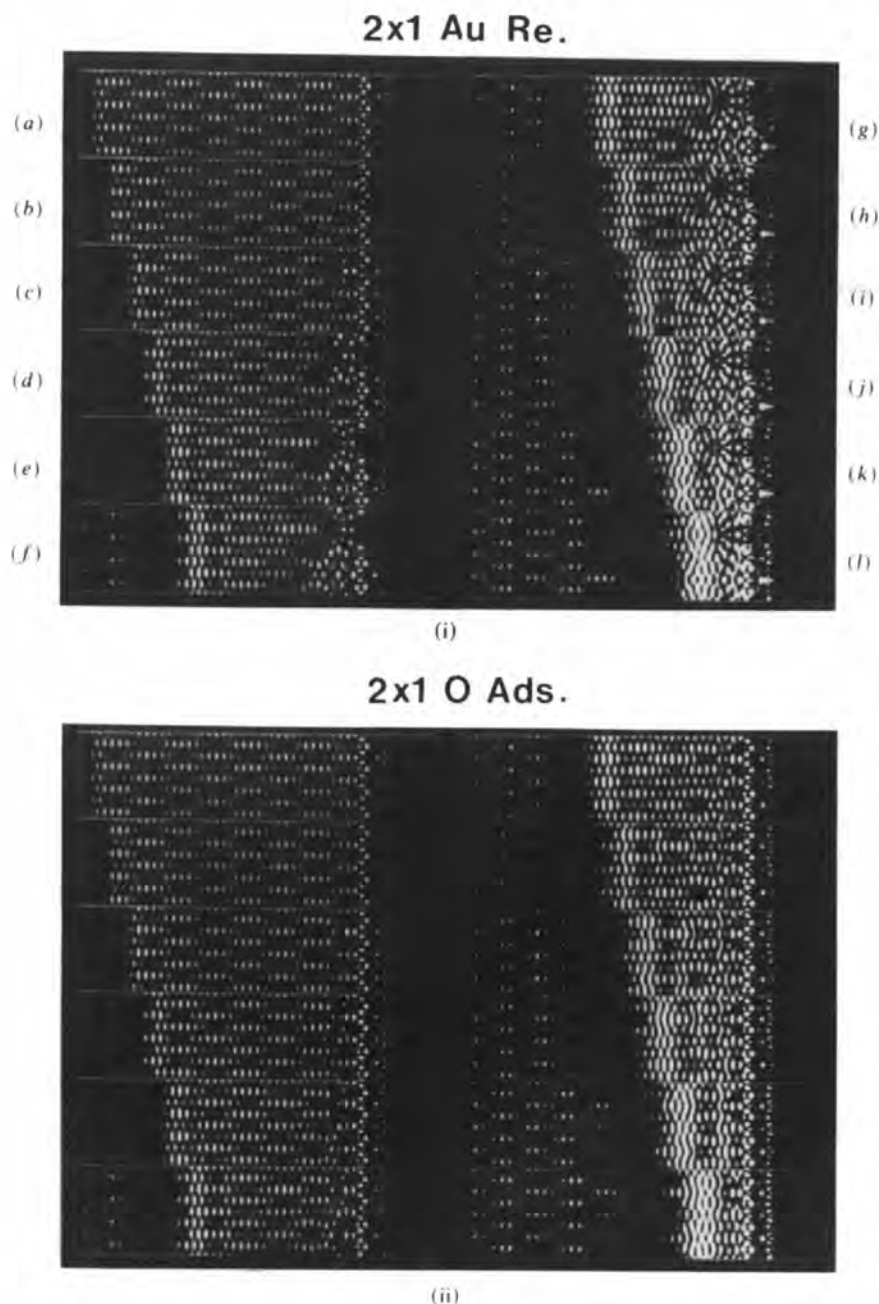 2x1 Au Re.
(a)
(g)
(b)
(h)
(c)
(i)
(d)
(j)
(e)
(k)
(f)
(l)
(i)
2x1 O Ads.
(ii)